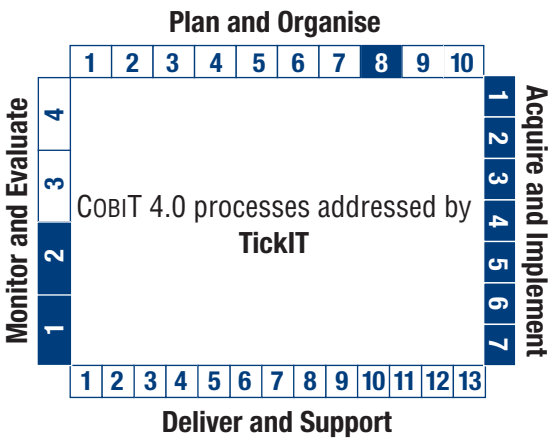 Plan and Organise
1 2 3 4 5 6 7 8 9 10
Monitor and Evaluate
4
3
2
1
COBIT 4.0 processes addressed by
TickIT
1
2
3
4
5
6
7
Acquire and Implement
1 2 3 4 5 6 7 8 9 10 11 12 13
Deliver and Support